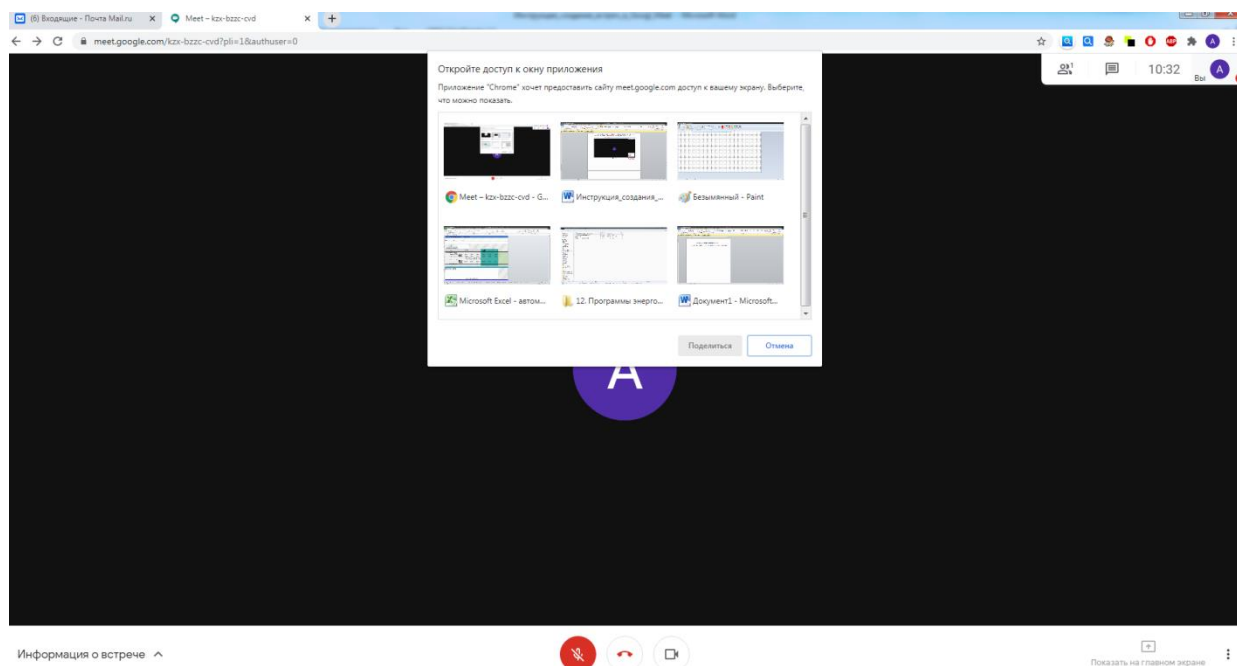 (6) Входящие - Почта Mail.ru
Meet – kzx-bzzc-cvd
meet.google.com/kzx-bzzc-cvd?pli=1&authuser=0
Откройте доступ к окну приложения
Приложение "Chrome" хочет предоставить сайту meet.google.com доступ к вашему экрану. Выберите,
что можно показать.
1
10:32
Вы
A
Meet – kzx-bzzc-cvd - G...
Инструкция_создания_...
Безымянный - Paint
Microsoft Excel - автом...
12. Программы энерго...
Документ1 - Microsoft...
Поделиться
Отмена
A
Информация о встрече
Показать на главном экране